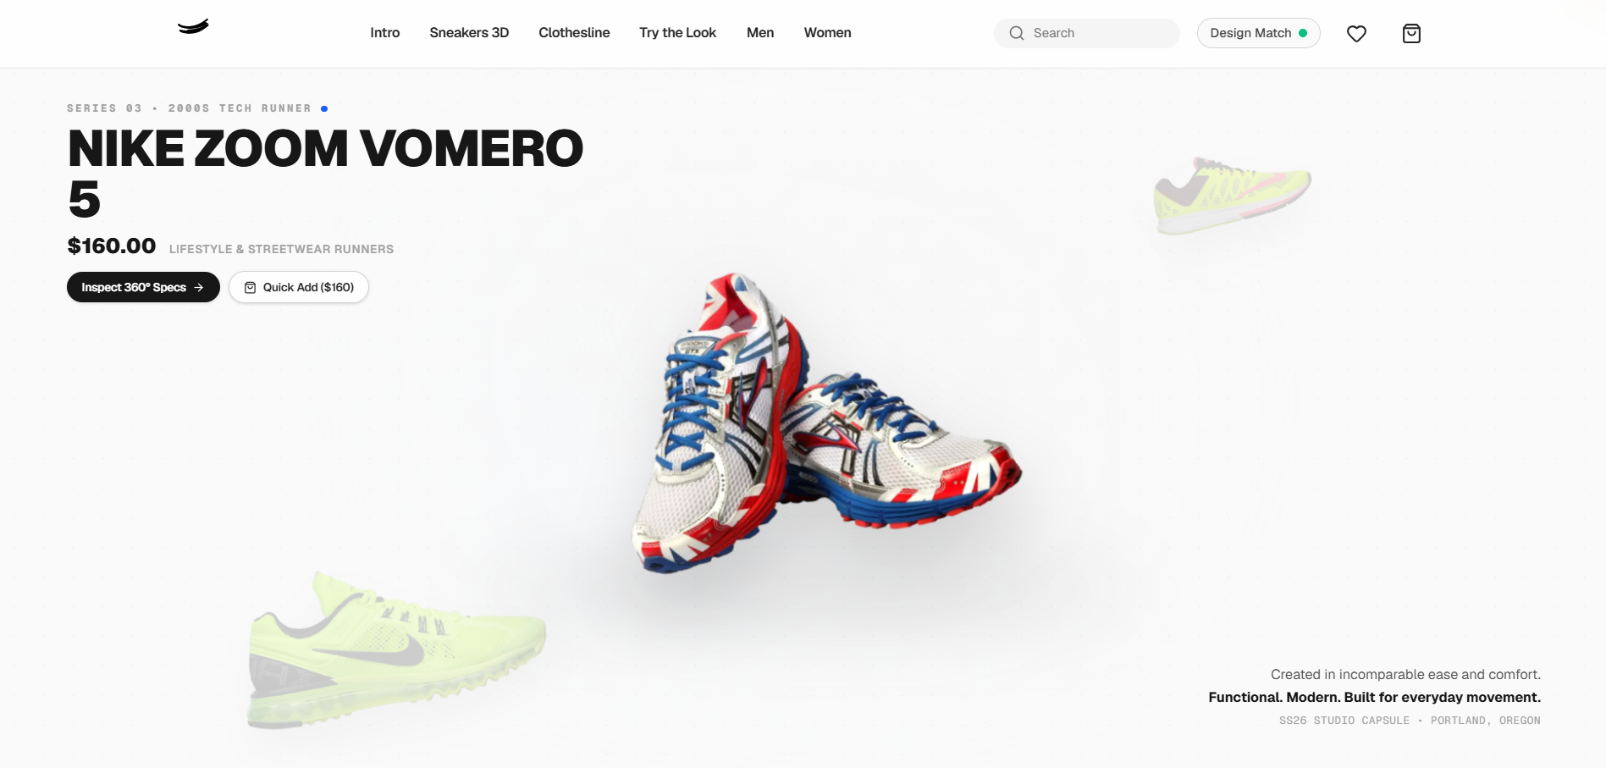 Intro Sneakers 3D Clothesline Try the Look Men Women Search Design Match
SERIES 03 • 2000S TECH RUNNER
NIKE ZOOM VOMERO
5
$160.00 LIFESTYLE & STREETWEAR RUNNERS
Inspect 360° Specs → Quick Add ($160)
Created in incomparable ease and comfort.
Functional. Modern. Built for everyday movement.
SS26 STUDIO CAPSULE • PORTLAND, OREGON